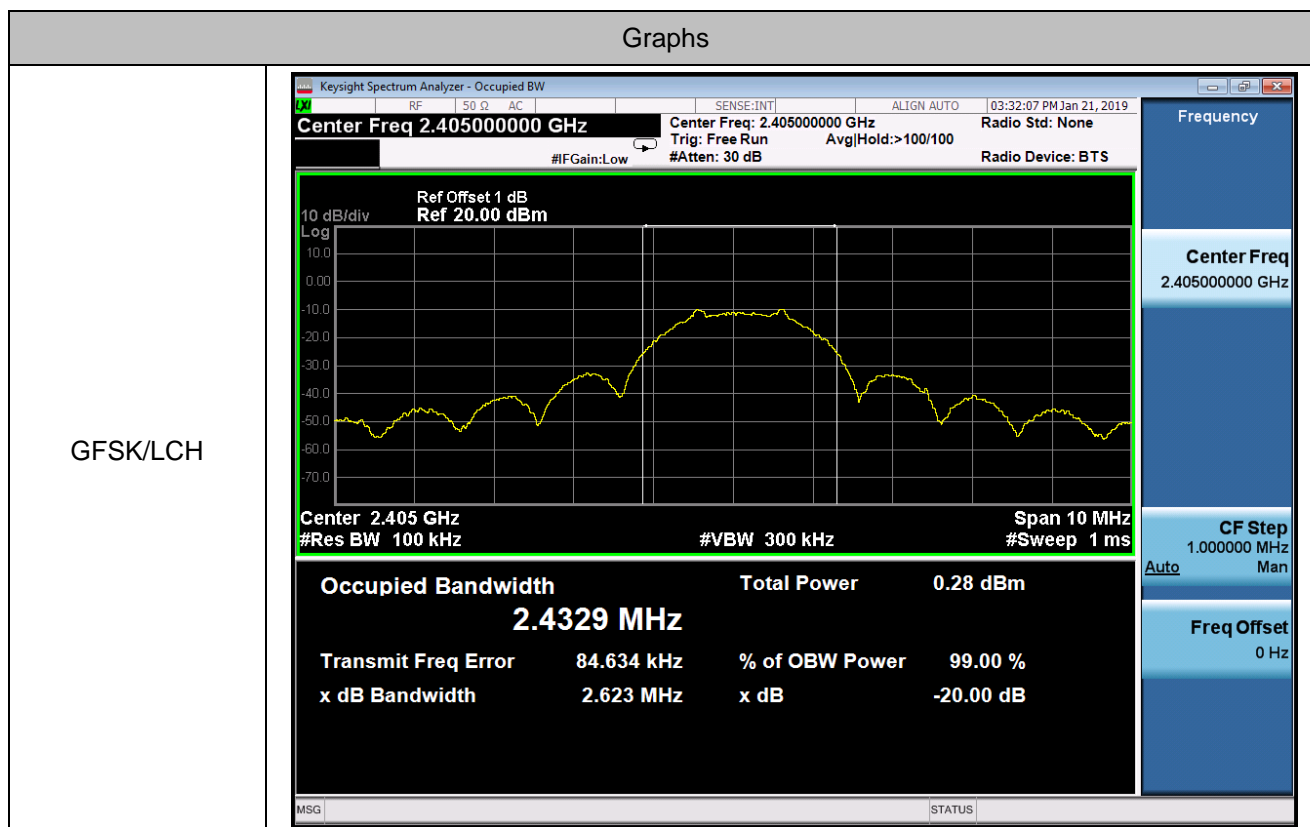 Graphs
GFSK/LCH
Keysight Spectrum Analyzer - Occupied BW
LXI RF 50 Ω AC SENSE:INT ALIGN AUTO 03:32:07 PM Jan 21, 2019
Center Freq 2.405000000 GHz
Center Freq: 2.405000000 GHz Radio Std: None
Trig: Free Run Avg|Hold:>100/100
#IFGain:Low #Atten: 30 dB Radio Device: BTS
Ref Offset 1 dB
10 dB/div Ref 20.00 dBm
Log
10.0
0.00
-10.0
-20.0
-30.0
-40.0
-50.0
-60.0
-70.0
Center 2.405 GHz Span 10 MHz
#Res BW 100 kHz #VBW 300 kHz #Sweep 1 ms
Occupied Bandwidth Total Power 0.28 dBm
2.4329 MHz
Transmit Freq Error 84.634 kHz % of OBW Power 99.00 %
x dB Bandwidth 2.623 MHz x dB -20.00 dB
MSG STATUS
Frequency
Center Freq
2.405000000 GHz
CF Step
1.000000 MHz
Auto Man
Freq Offset
0 Hz